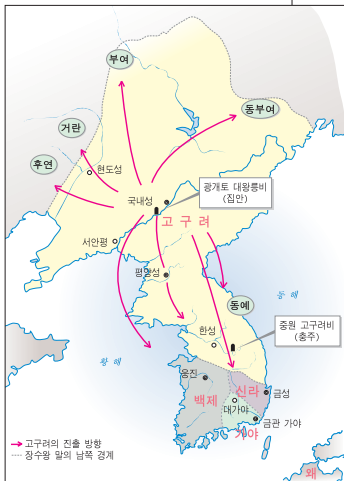 부여
동부여
거란
후연
현도성
국내성
광개토 대왕릉비
(집안)
고구려
서안평
평양성
동예
동해
한성
중원 고구려비
(충주)
황해
웅진
신라
금성
백제
대가야
금관 가야
가야
고구려의 진출 방향
장수왕 말의 남쪽 경계
왜